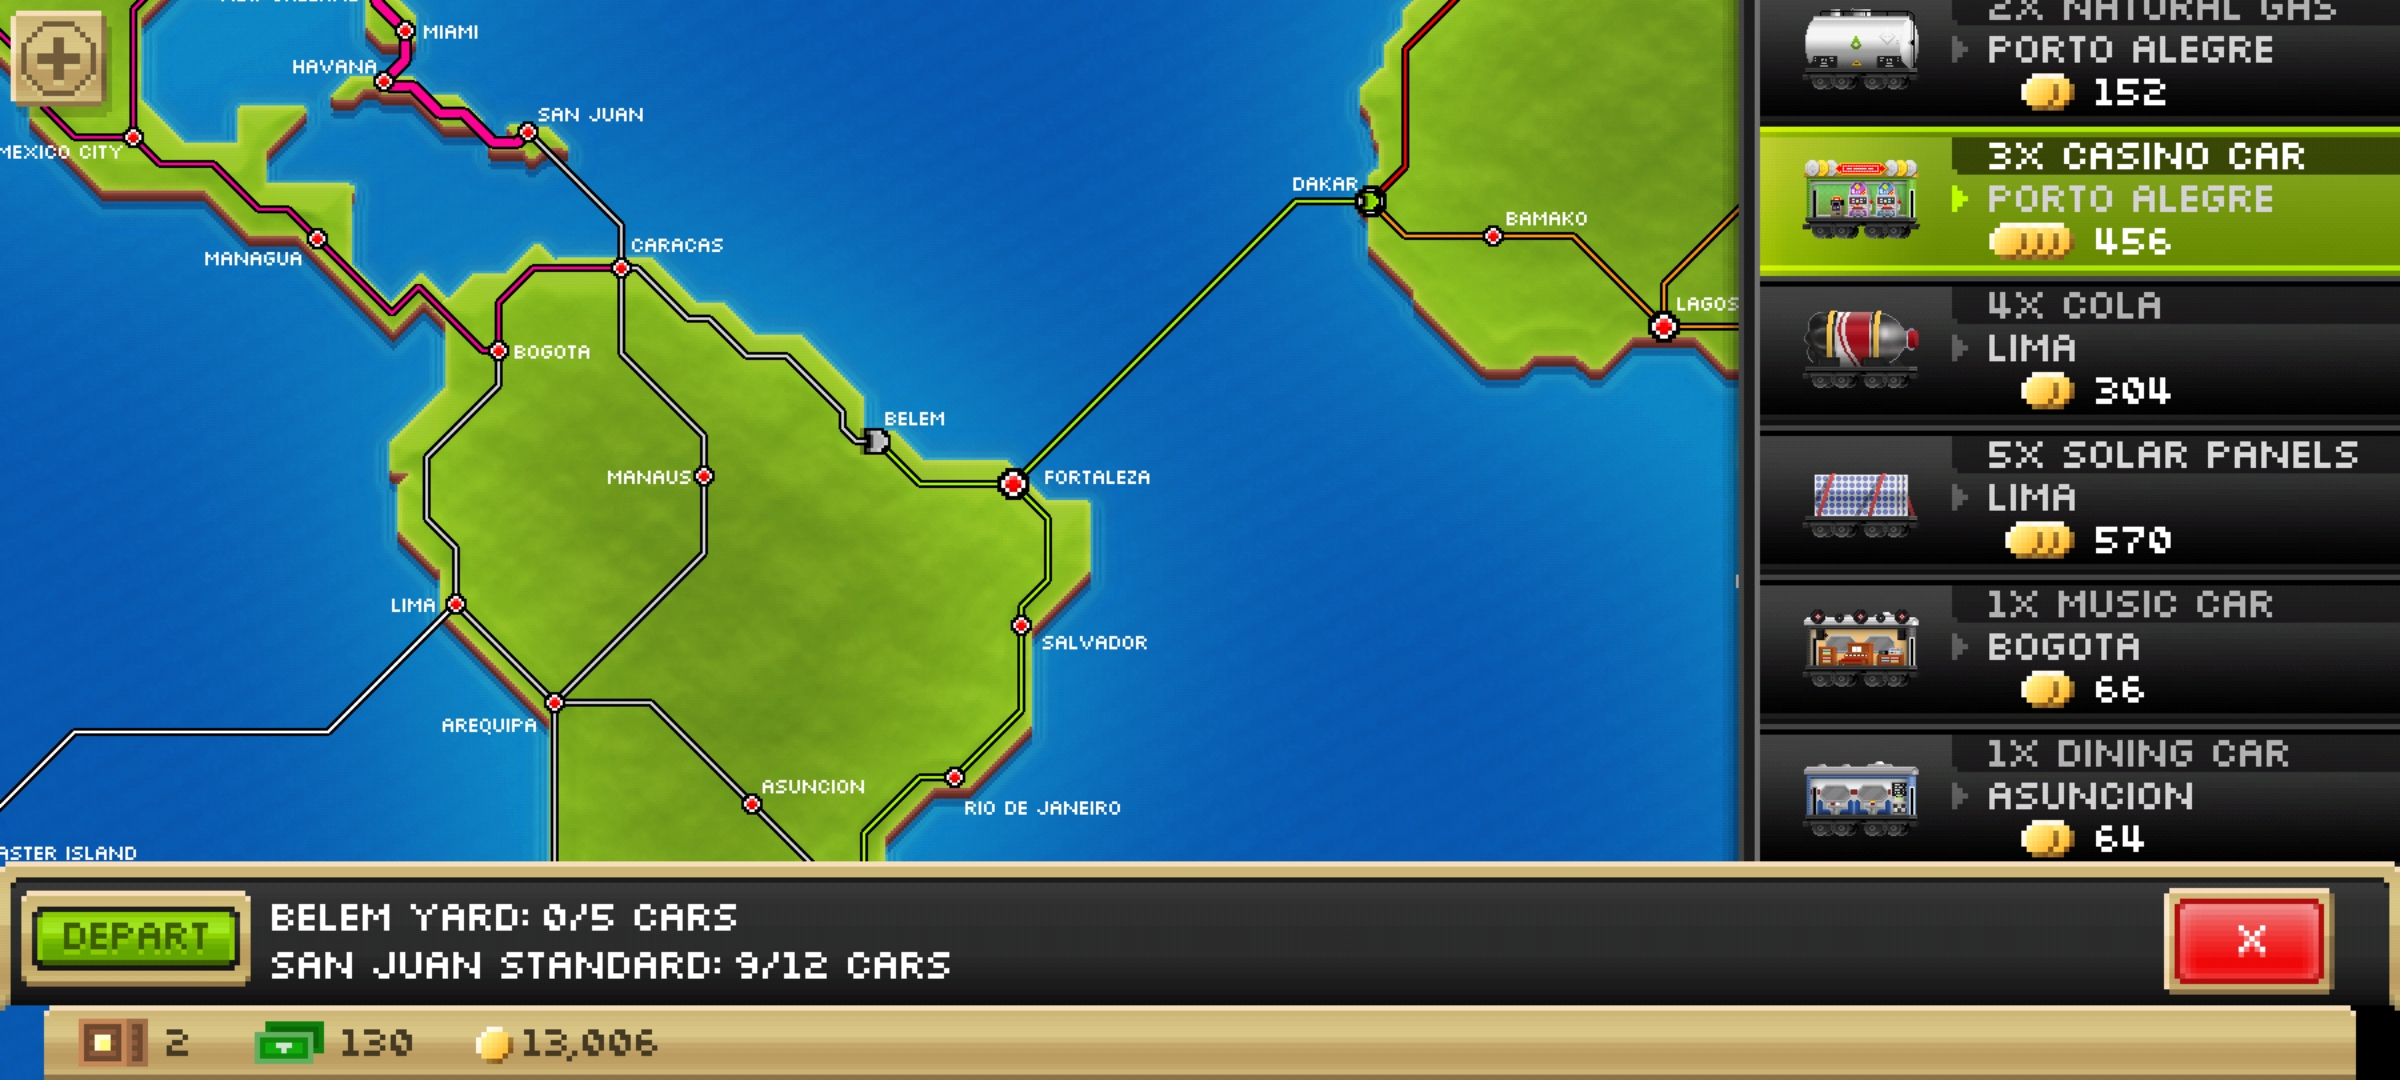 MIAMI
HAVANA
SAN JUAN
MEXICO CITY
MANAGUA
CARACAS
BOGOTA
BELEM
MANAUS
FORTALEZA
LIMA
SALVADOR
AREQUIPA
ASUNCION
RIO DE JANEIRO
ASTER ISLAND
DAKAR
BAMAKO
LAGOS
2X NATURAL GAS
PORTO ALEGRE
152
3X CASINO CAR
PORTO ALEGRE
456
4X COLA
LIMA
304
5X SOLAR PANELS
LIMA
570
1X MUSIC CAR
BOGOTA
66
1X DINING CAR
ASUNCION
64
DEPART
BELEM YARD: 0/5 CARS
SAN JUAN STANDARD: 9/12 CARS
X
2
130
13,006